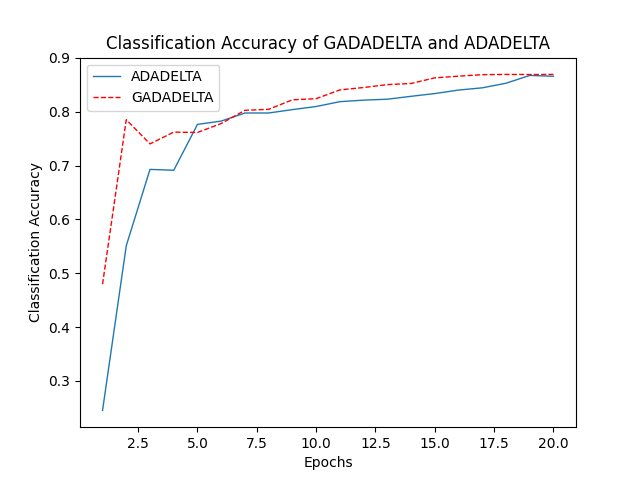 Classification Accuracy of GADADELTA and ADADELTA
ADADELTA
GADADELTA
Classification Accuracy
0.9
0.8
0.7
0.6
0.5
0.4
0.3
2.5 5.0 7.5 10.0 12.5 15.0 17.5 20.0
Epochs